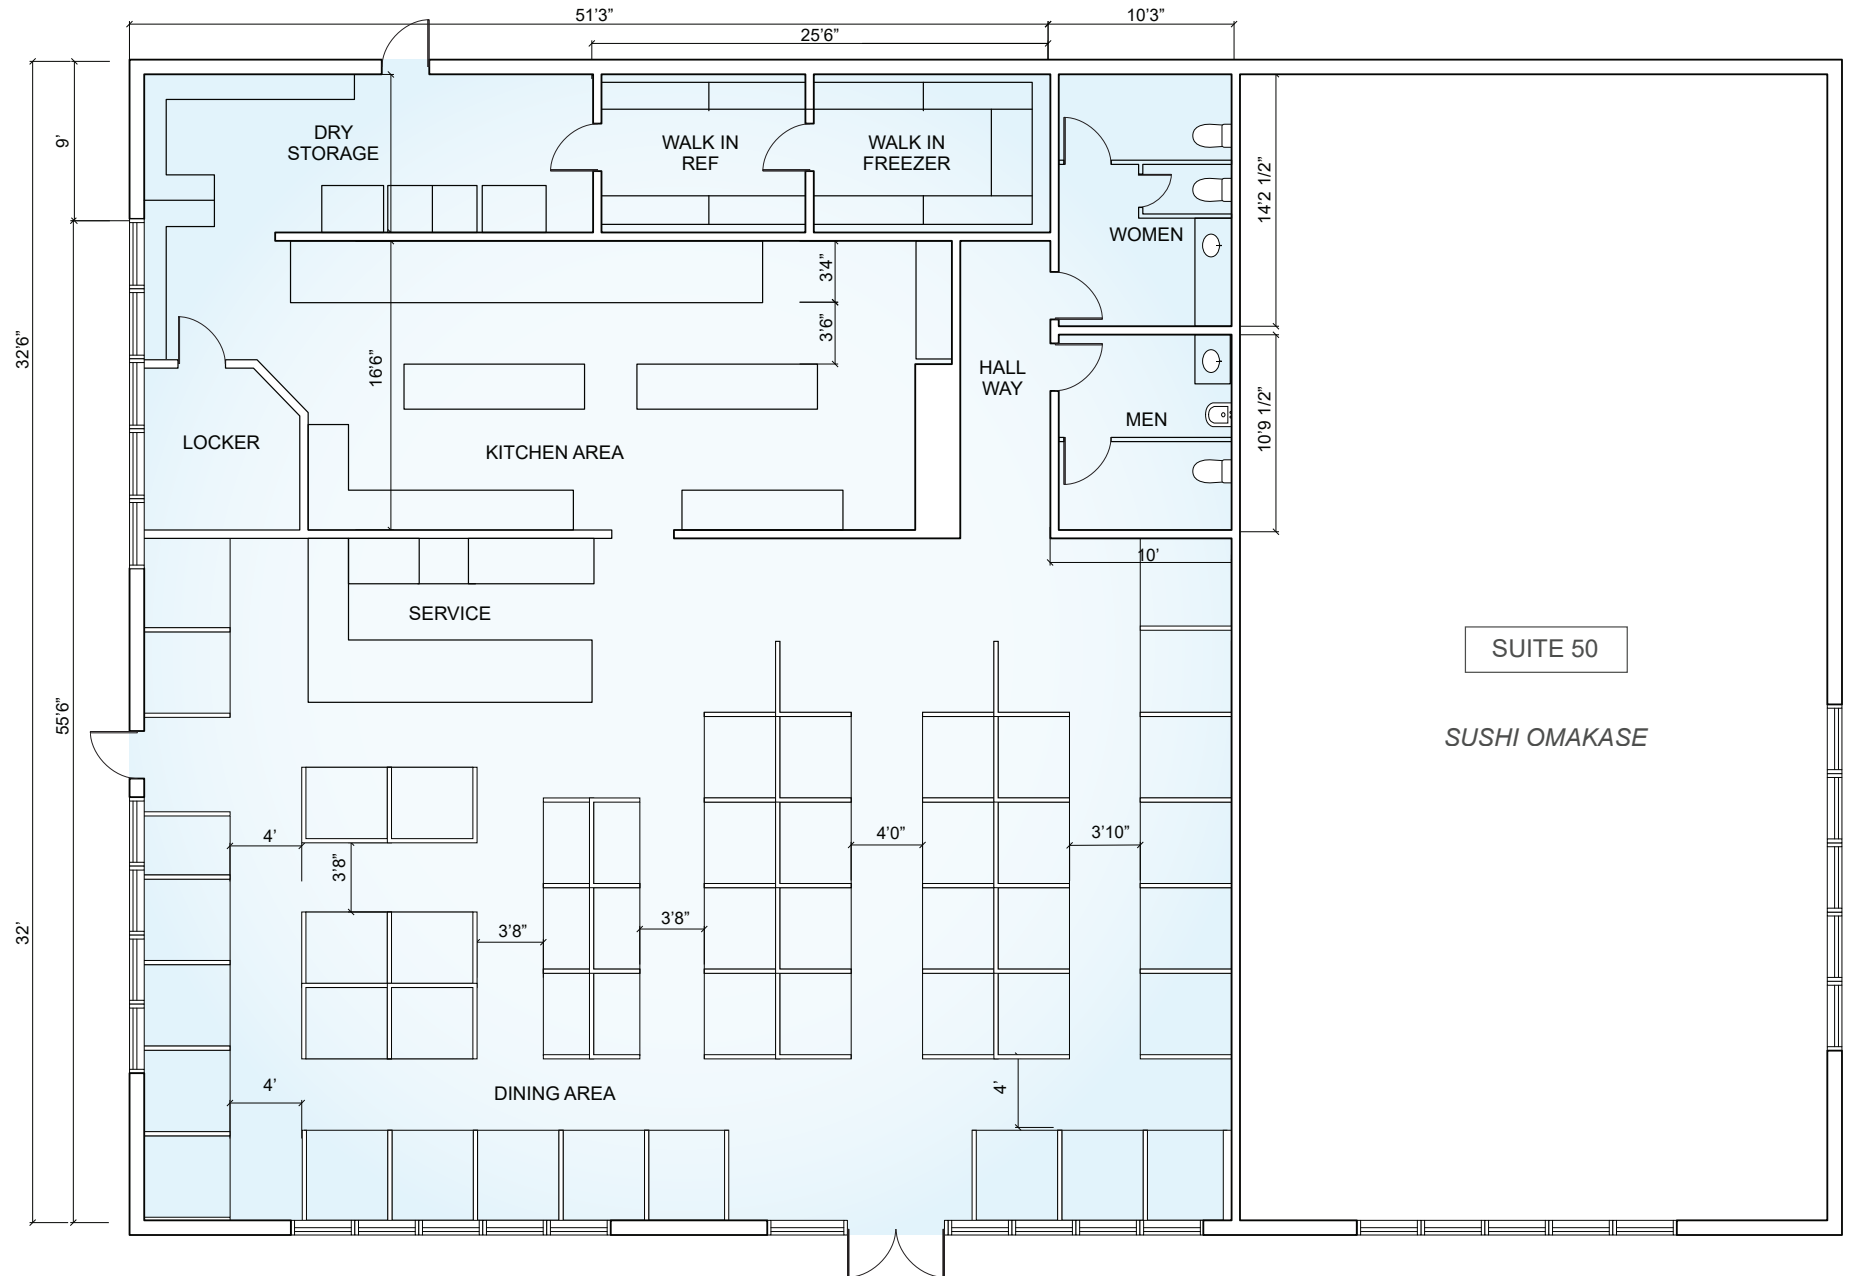 51'3”
10'3”
25'6”
9’
DRY
STORAGE
WALK IN
REF
WALK IN
FREEZER
14'2 1/2”
WOMEN
3’4”
3’6”
32'6”
16’6”
HALL
WAY
MEN
10’9 1/2”
LOCKER
KITCHEN AREA
10’
SERVICE
SUITE 50
55’6”
SUSHI OMAKASE
4’
3’8”
4’0”
3’10”
32’
3’8”
3’8”
4’
DINING AREA
4’